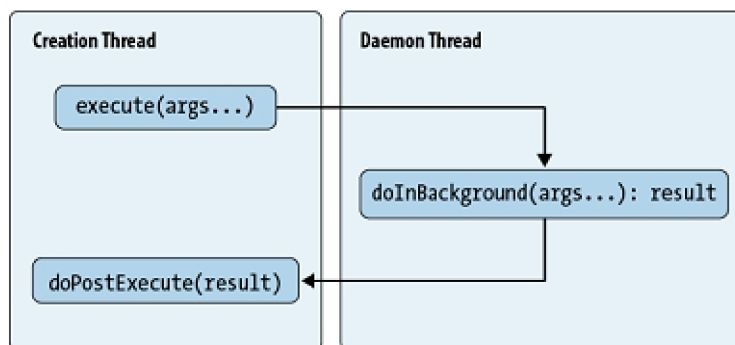 Creation Thread
Daemon Thread
execute(args...)
doInBackground(args...): result
doPostExecute(result)